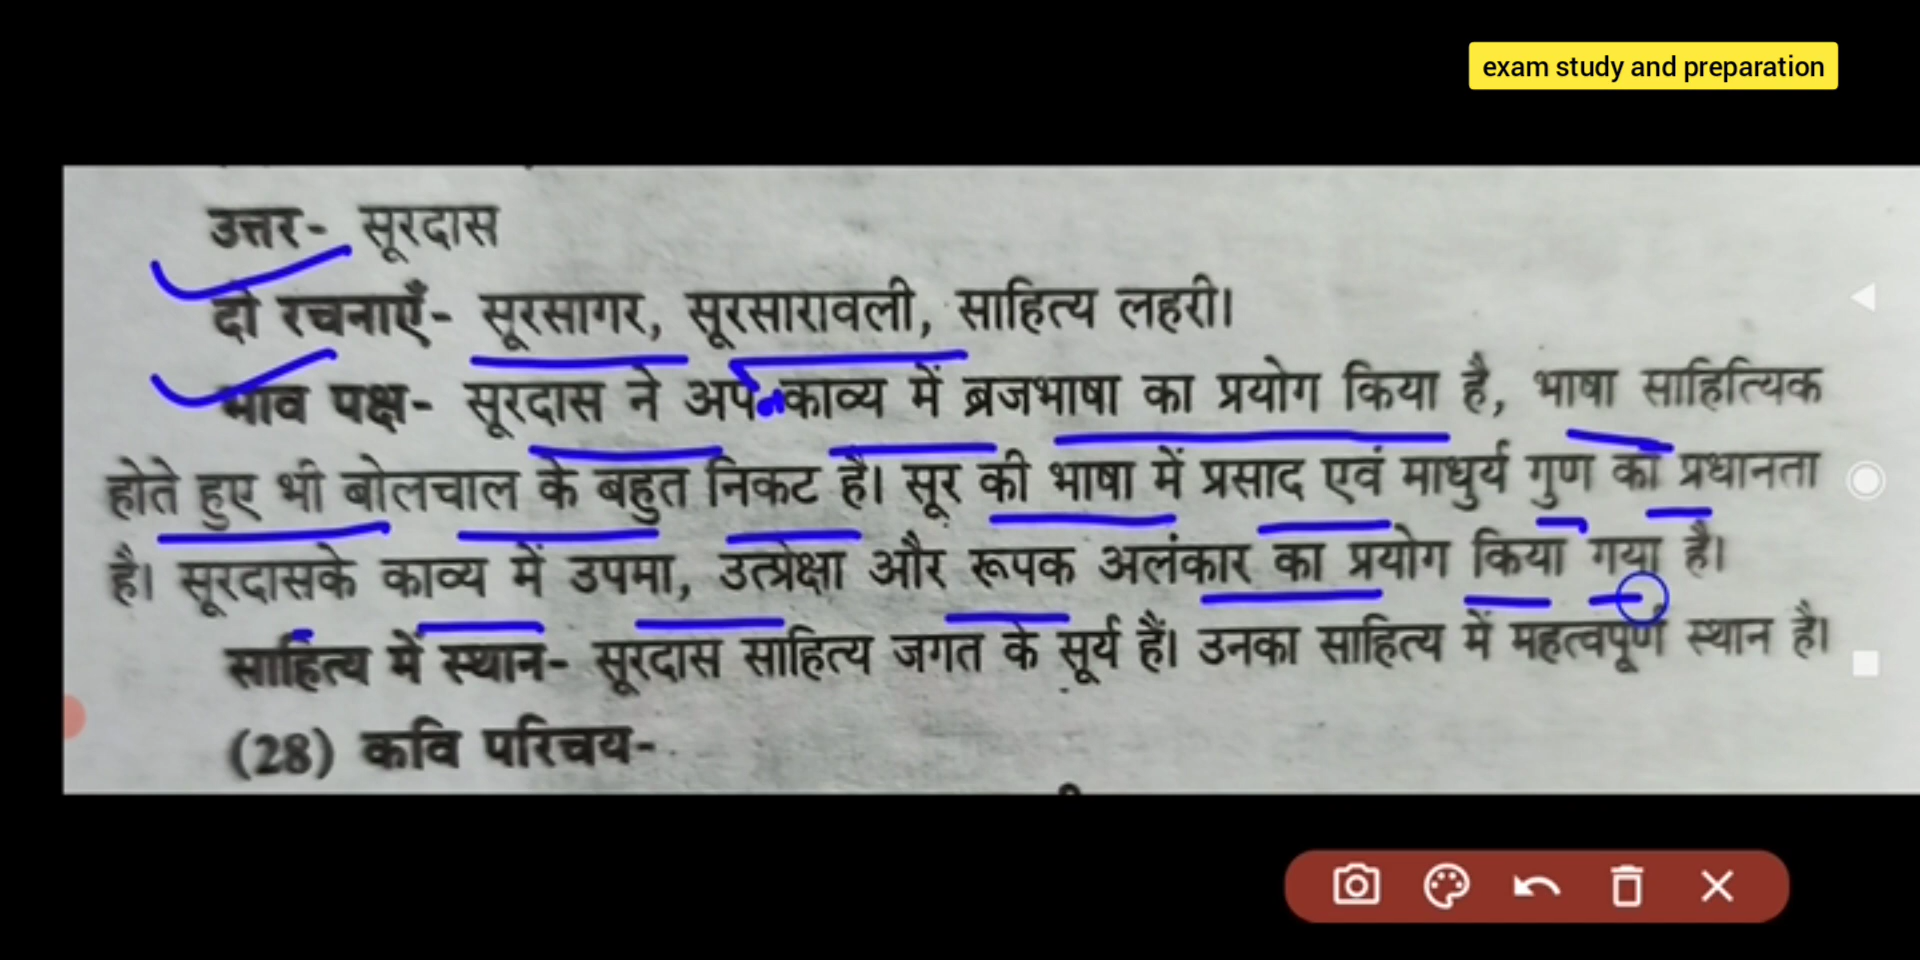 exam study and preparation
उत्तर- सूरदास
दो रचनाएँ- सूरसागर, सूरसारावली, साहित्य लहरी।
भाव पक्ष- सूरदास ने अपने काव्य में ब्रजभाषा का प्रयोग किया है, भाषा साहित्यिक
होते हुए भी बोलचाल के बहुत निकट है। सूर की भाषा में प्रसाद एवं माधुर्य गुण की प्रधानता
है। सूरदासके काव्य में उपमा, उत्प्रेक्षा और रूपक अलंकार का प्रयोग किया गया है।
साहित्य में स्थान- सूरदास साहित्य जगत के सूर्य हैं। उनका साहित्य में महत्वपूर्ण स्थान है।
(28) कवि परिचय-